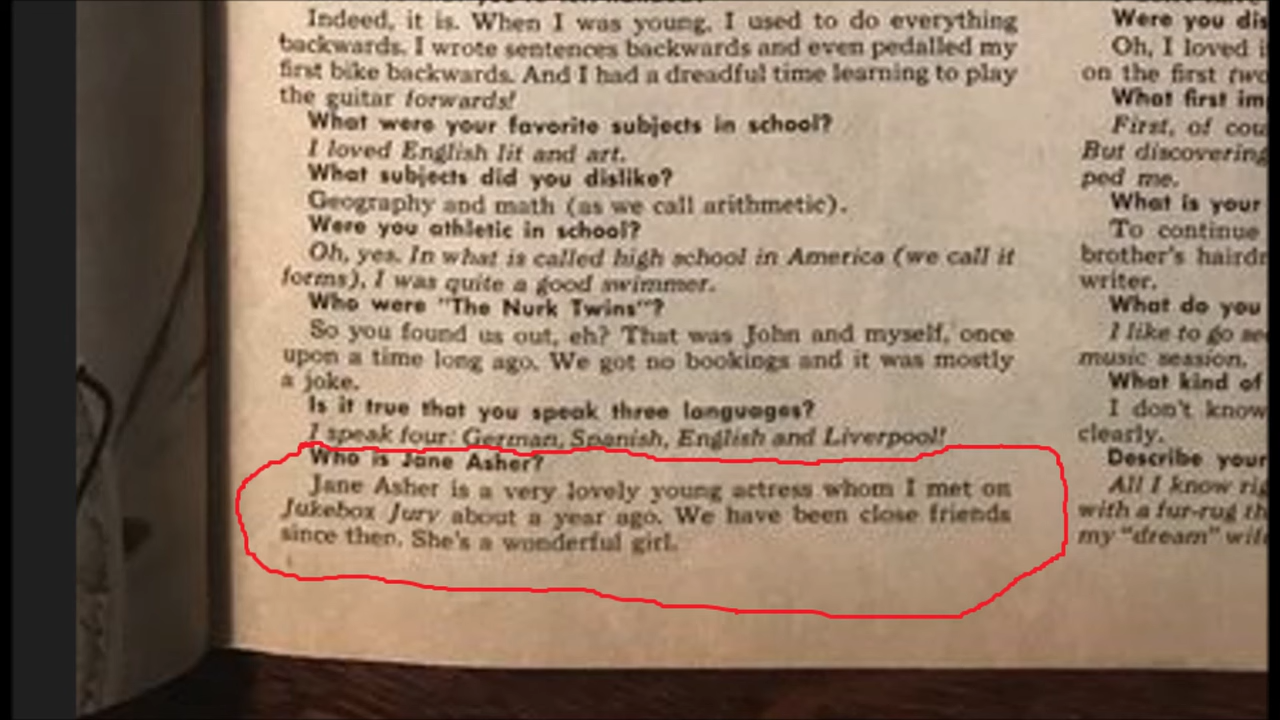 Indeed, it is. When I was young, I used to do everything
backwards. I wrote sentences backwards and even pedalled my
first bike backwards. And I had a dreadful time learning to play
the guitar forwards!
What were your favorite subjects in school?
I loved English lit and art.
What subjects did you dislike?
Geography and math (as we call arithmetic).
Were you athletic in school?
Oh, yes. In what is called high school in America (we call it
forms), I was quite a good swimmer.
Who were "The Nurk Twins"?
So you found us out, eh? That was John and myself, once
upon a time long ago. We got no bookings and it was mostly
a joke.
Is it true that you speak three languages?
I speak four: German, Spanish, English and Liverpool!
Who is Jane Asher?
Jane Asher is a very lovely young actress whom I met on
Jukebox Jury about a year ago. We have been close friends
since then. She's a wonderful girl.
Were you
Oh, I loved
on the first
What first
First, of
But discovering
ped me.
What is your
To continue
brother's
writer.
What do you
I like to go
music session.
What kind of
I don't know
clearly.
Describe your
All I know
with a fur-rug
my "dream"